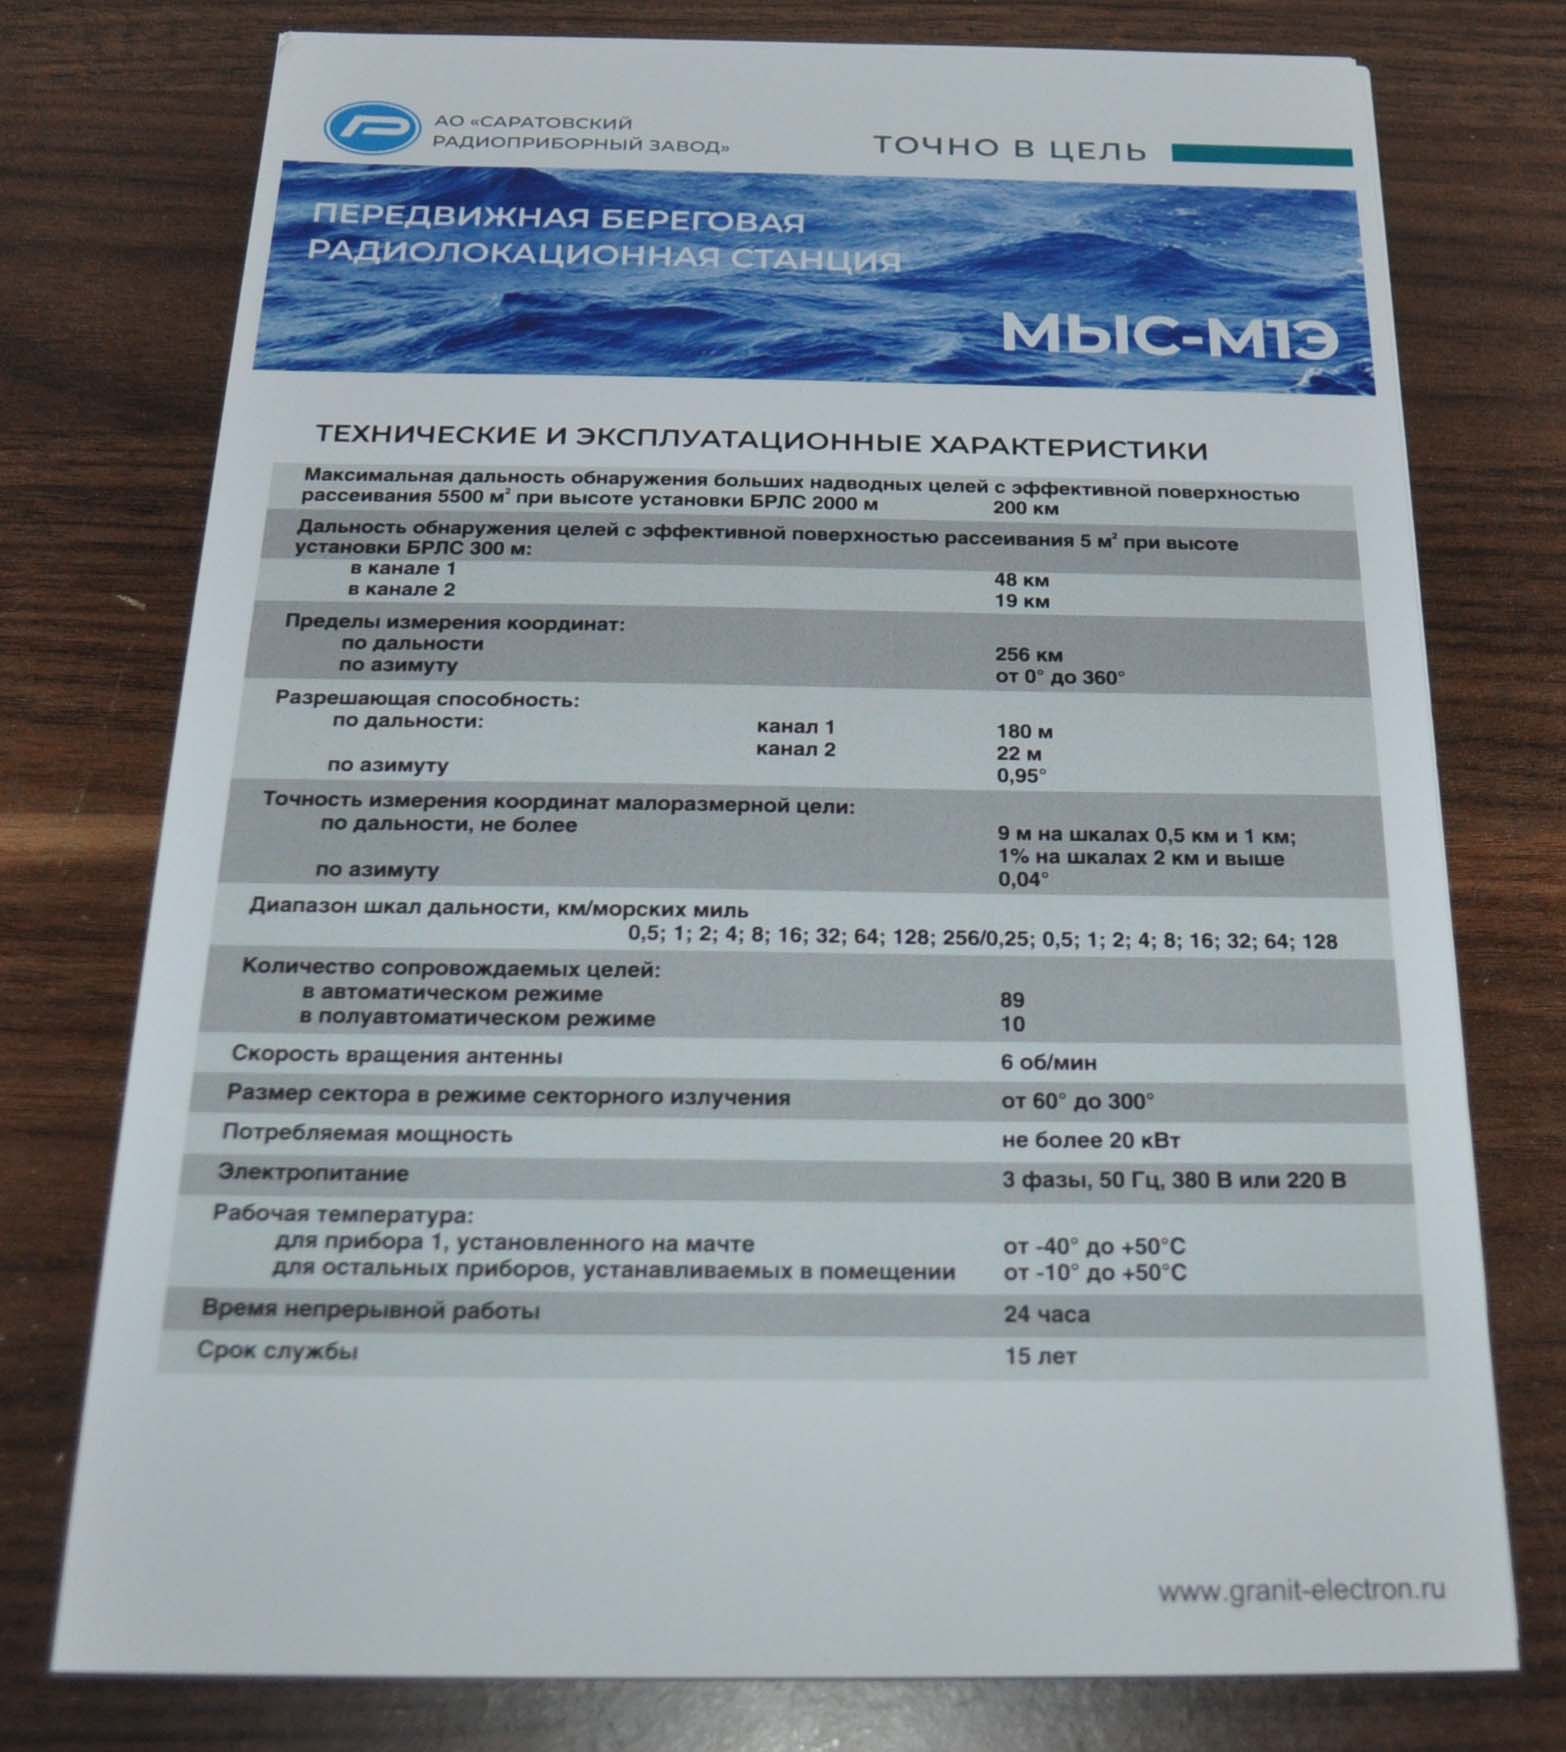 АО «САРАТОВСКИЙ
РАДИОПРИБОРНЫЙ ЗАВОД»
ТОЧНО В ЦЕЛЬ
ПЕРЕДВИЖНАЯ БЕРЕГОВАЯ
РАДИОЛОКАЦИОННАЯ СТАНЦИЯ
МЫС-М1Э
ТЕХНИЧЕСКИЕ И ЭКСПЛУАТАЦИОННЫЕ ХАРАКТЕРИСТИКИ
Максимальная дальность обнаружения больших надводных целей с эффективной поверхностью
рассеивания 5500 м² при высоте установки БРЛС 2000 м 200 км
Дальность обнаружения целей с эффективной поверхностью рассеивания 5 м² при высоте
установки БРЛС 300 м:
в канале 1 48 км
в канале 2 19 км
Пределы измерения координат:
по дальности 256 км
по азимуту от 0° до 360°
Разрешающая способность:
по дальности: канал 1 180 м
канал 2 22 м
по азимуту 0,95°
Точность измерения координат малоразмерной цели:
по дальности, не более 9 м на шкалах 0,5 км и 1 км;
1% на шкалах 2 км и выше
по азимуту 0,04°
Диапазон шкал дальности, км/морских миль
0,5; 1; 2; 4; 8; 16; 32; 64; 128; 256/0,25; 0,5; 1; 2; 4; 8; 16; 32; 64; 128
Количество сопровождаемых целей:
в автоматическом режиме 89
в полуавтоматическом режиме 10
Скорость вращения антенны 6 об/мин
Размер сектора в режиме секторного излучения от 60° до 300°
Потребляемая мощность не более 20 кВт
Электропитание 3 фазы, 50 Гц, 380 В или 220 В
Рабочая температура:
для прибора 1, установленного на мачте от -40° до +50°С
для остальных приборов, устанавливаемых в помещении от -10° до +50°С
Время непрерывной работы 24 часа
Срок службы 15 лет
www.granit-electron.ru